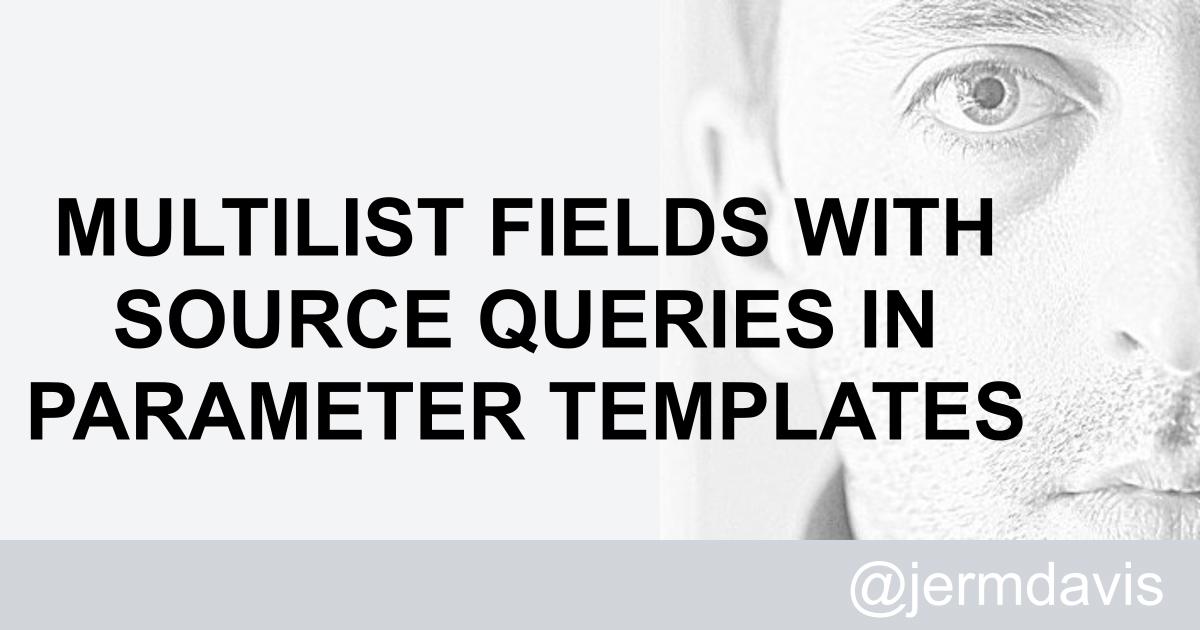 MULTILIST FIELDS WITH
SOURCE QUERIES IN
PARAMETER TEMPLATES
@jermdavis